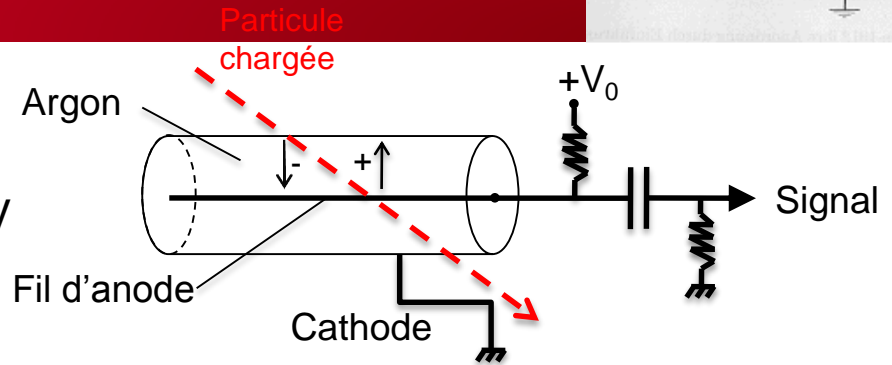 Particule
chargée
+V₀
Argon
-
+
Signal
Fil d'anode
Cathode